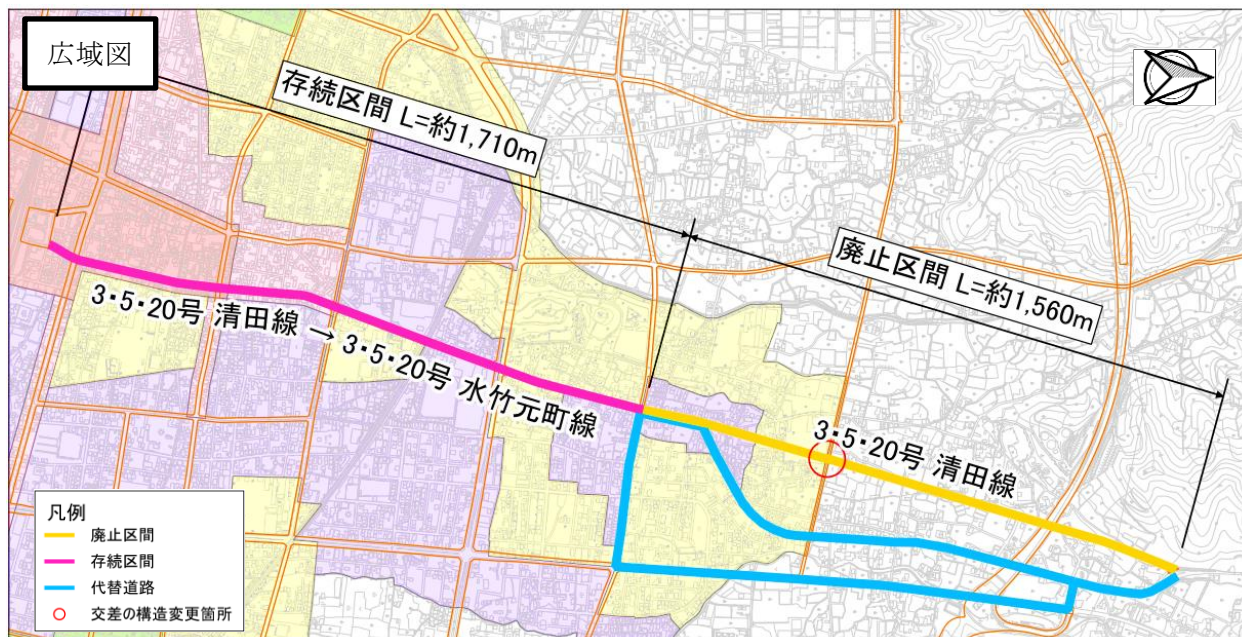 広域図
存続区間 L=約1,710m
廃止区間 L=約1,560m
3・5・20号 清田線 → 3・5・20号 水竹元町線
3・5・20号 清田線
凡例
廃止区間
存続区間
代替道路
交差の構造変更箇所